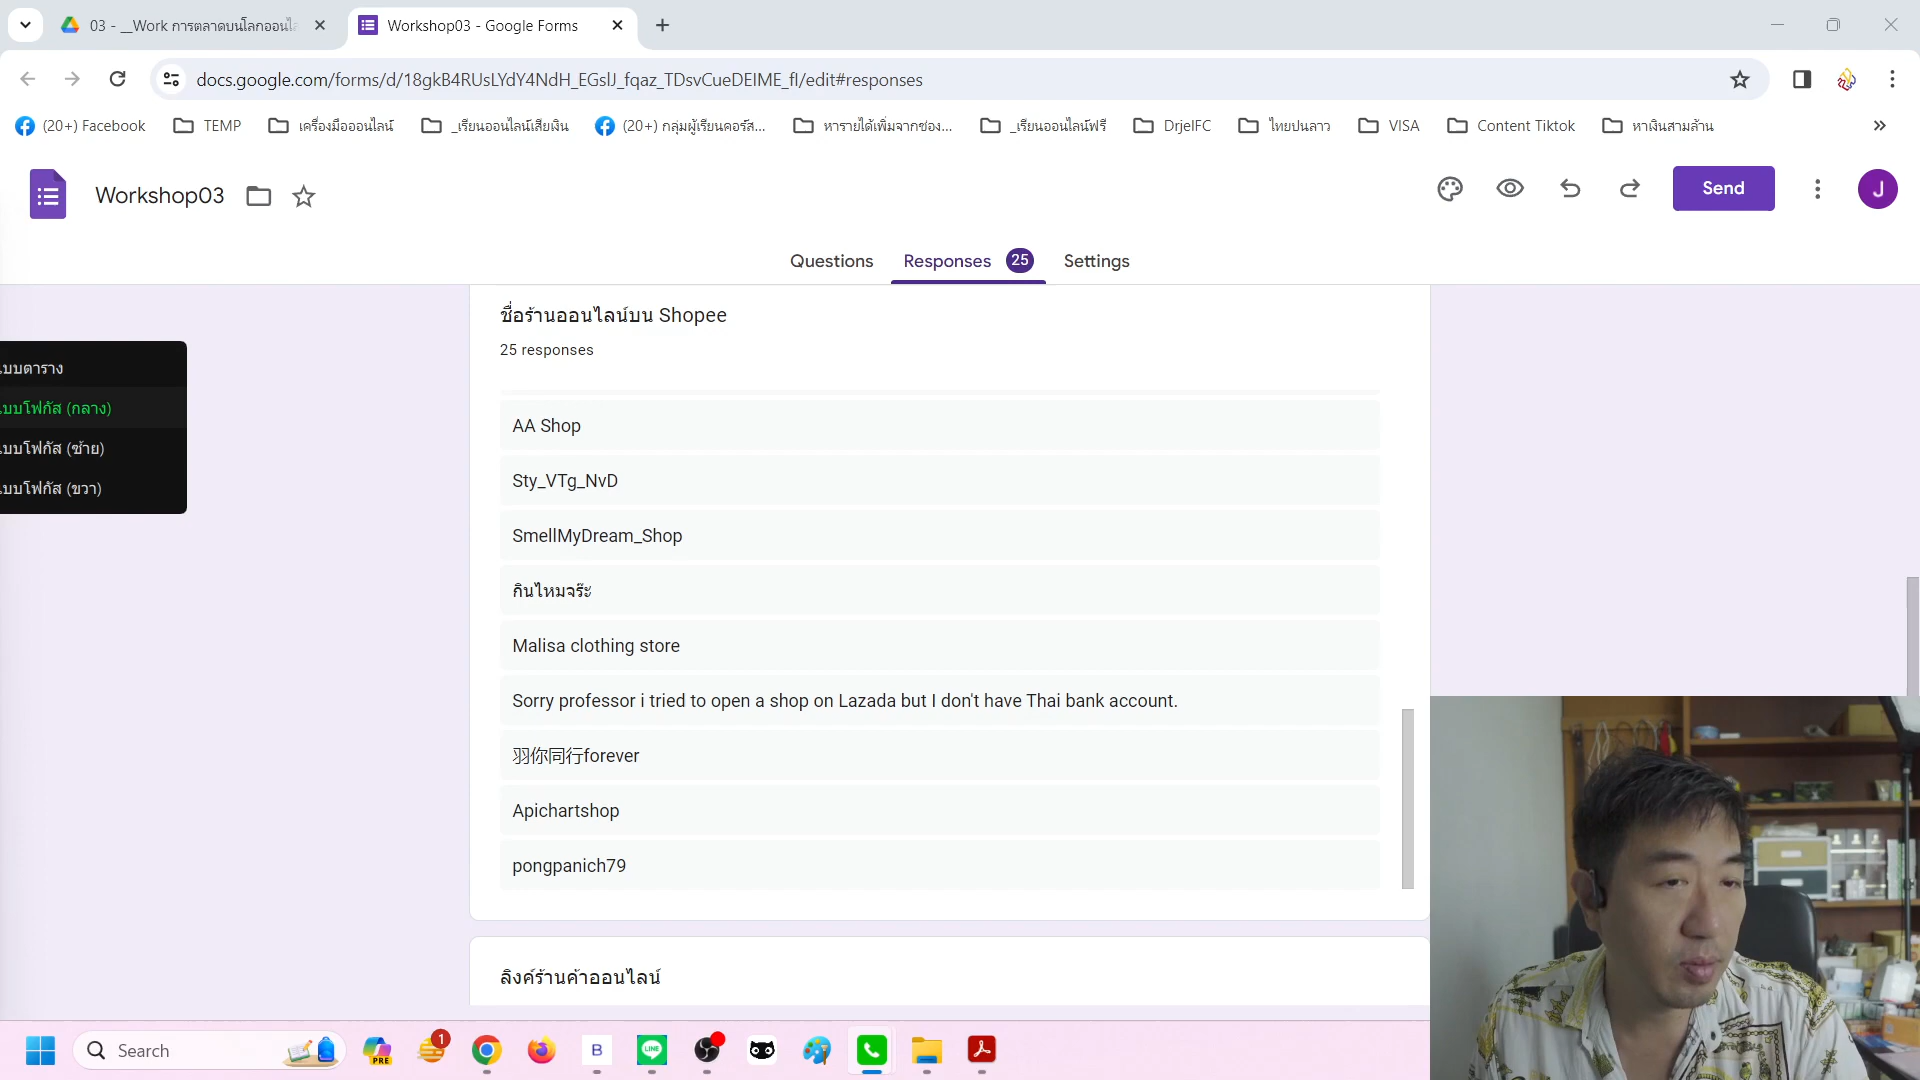 03 - __Work การตลาดบนโลกออนไล
Workshop03 - Google Forms
docs.google.com/forms/d/18gkB4RUsLYdY4NdH_EGslJ_fqaz_TDsvCueDEIME_fI/edit#responses
(20+) Facebook
TEMP
เครื่องมือออนไลน์
_เรียนออนไลน์เสียเงิน
(20+) กลุ่มผู้เรียนคอร์ส...
หารายได้เพิ่มจากช่อง...
_เรียนออนไลน์ฟรี
DrjeIFC
ไทยปนลาว
VISA
Content Tiktok
หาเงินสามล้าน
Workshop03
Send
J
Questions
Responses 25
Settings
ชื่อร้านออนไลน์บน Shopee
25 responses
แบบตาราง
แบบโฟกัส (กลาง)
แบบโฟกัส (ซ้าย)
แบบโฟกัส (ขวา)
AA Shop
Sty_VTg_NvD
SmellMyDream_Shop
กินไหมจร๊ะ
Malisa clothing store
Sorry professor i tried to open a shop on Lazada but I don't have Thai bank account.
羽你同行forever
Apichartshop
pongpanich79
ลิงค์ร้านค้าออนไลน์
Search
PRE
1
B
LINE